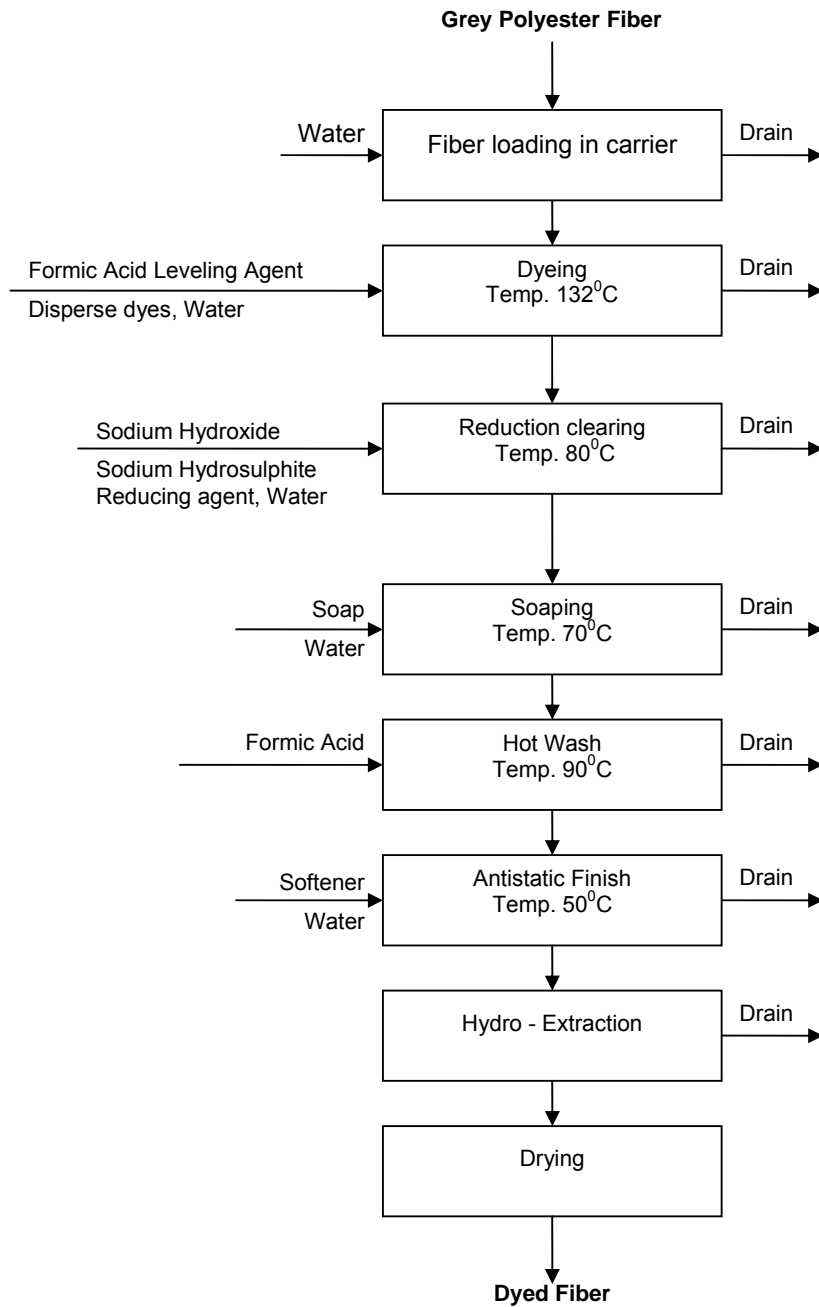 Grey Polyester Fiber
Water
Fiber loading in carrier
Drain
Formic Acid Leveling Agent
Disperse dyes, Water
Dyeing
Temp. 132⁰C
Drain
Sodium Hydroxide
Sodium Hydrosulphite
Reducing agent, Water
Reduction clearing
Temp. 80⁰C
Drain
Soap
Water
Soaping
Temp. 70⁰C
Drain
Formic Acid
Hot Wash
Temp. 90⁰C
Drain
Softener
Water
Antistatic Finish
Temp. 50⁰C
Drain
Hydro - Extraction
Drain
Drying
Dyed Fiber